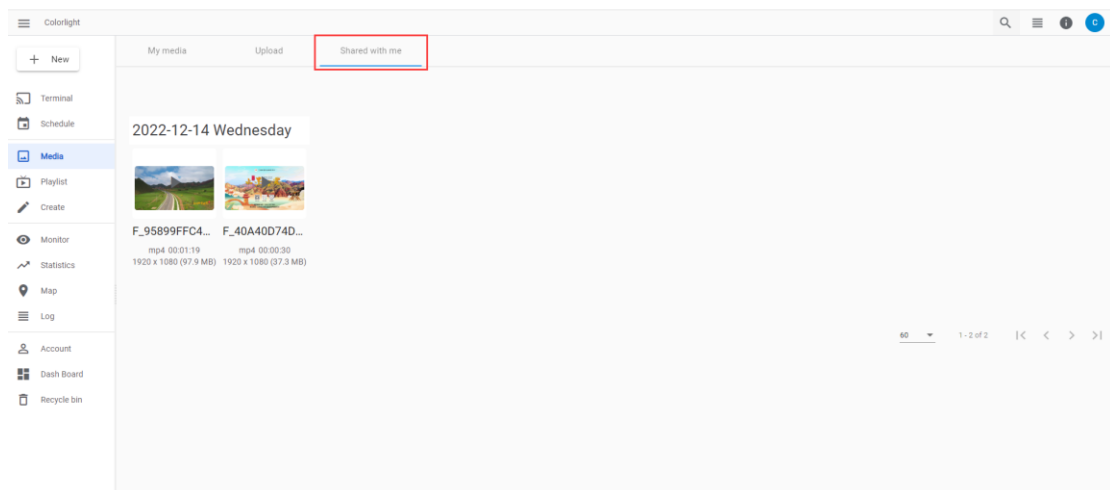 Colorlight
C
New
My media
Upload
Shared with me
Terminal
Schedule
Media
Playlist
Create
Monitor
Statistics
Map
Log
Account
Dash Board
Recycle bin
2022-12-14 Wednesday
F_95899FFC4...
F_40A40D74D...
mp4 00:01:19
mp4 00:00:30
1920 x 1080 (97.9 MB)
1920 x 1080 (37.3 MB)
60
1 - 2 of 2